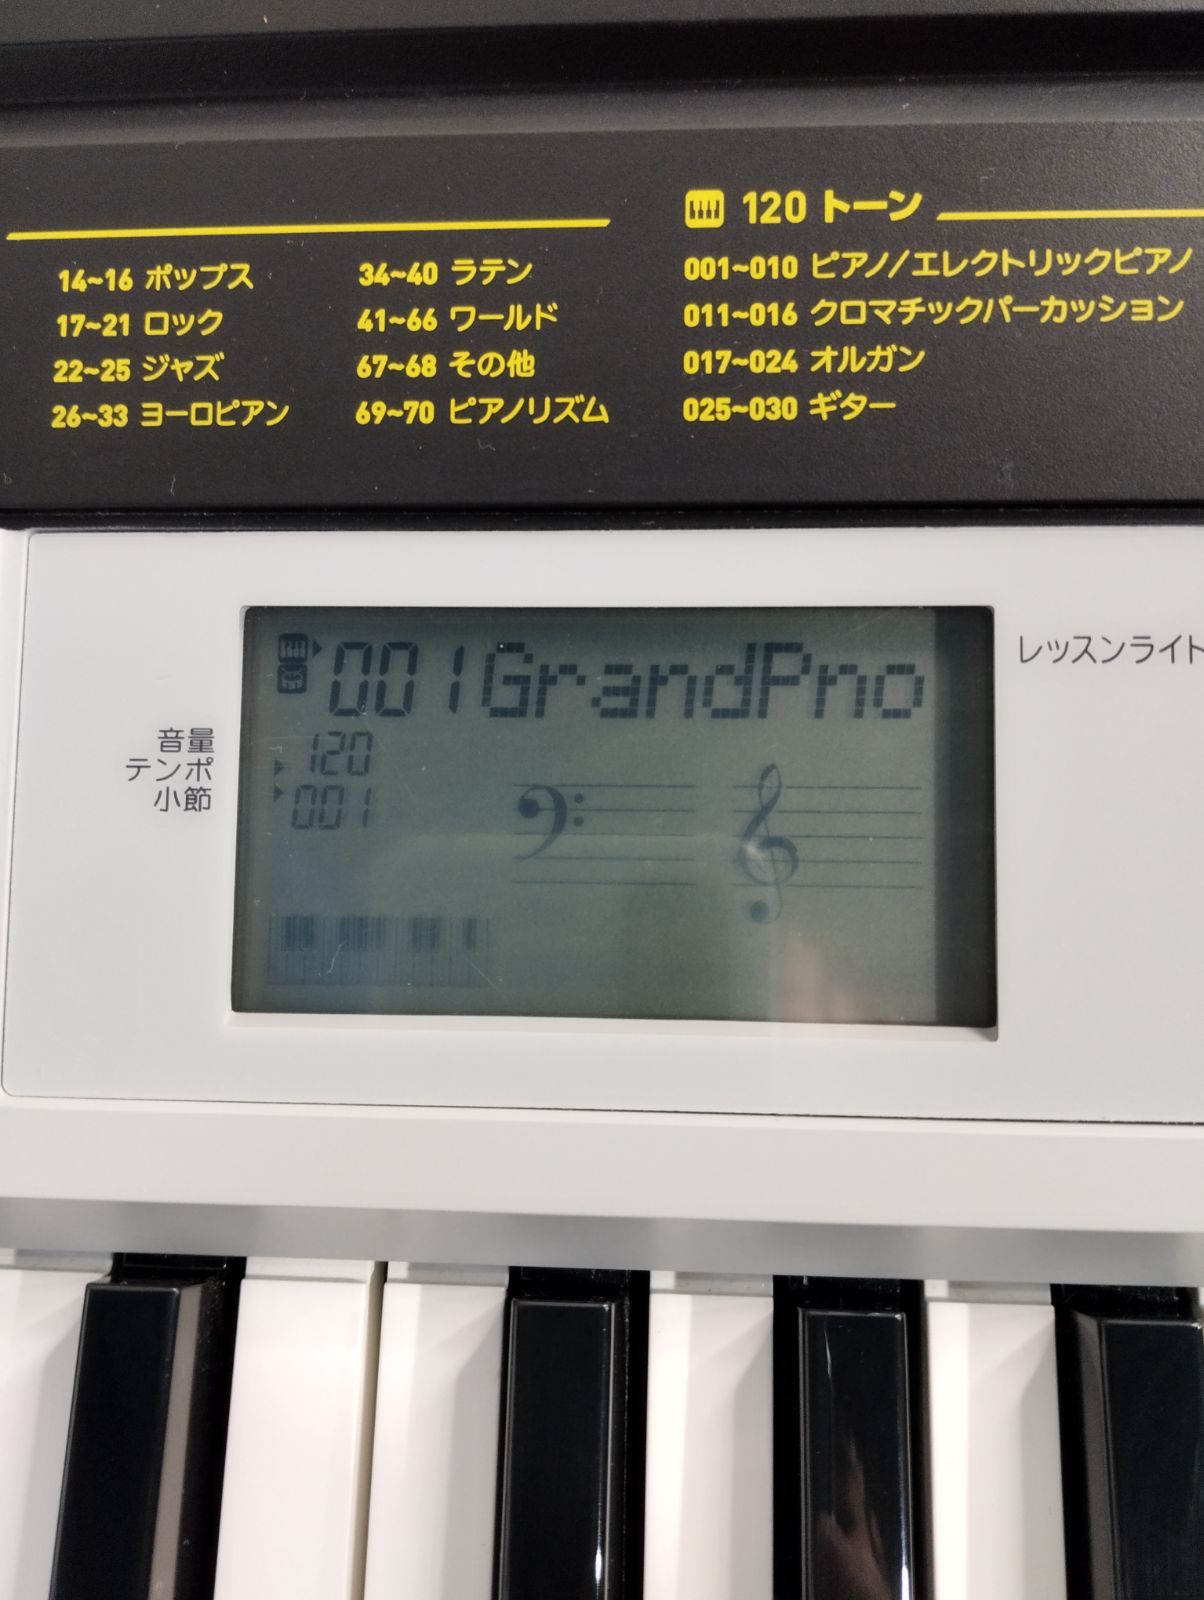 14~16 ポップス
17~21 ロック
22~25 ジャズ
26~33 ヨーロピアン
34~40 ラテン
41~66 ワールド
67~68 その他
69~70 ピアノリズム
120 トーン
001~010 ピアノ/エレクトリックピアノ
011~016 クロマチックパーカッション
017~024 オルガン
025~030 ギター
001 GrandPno
音量
テンポ
小節
120
001
レッスンライト